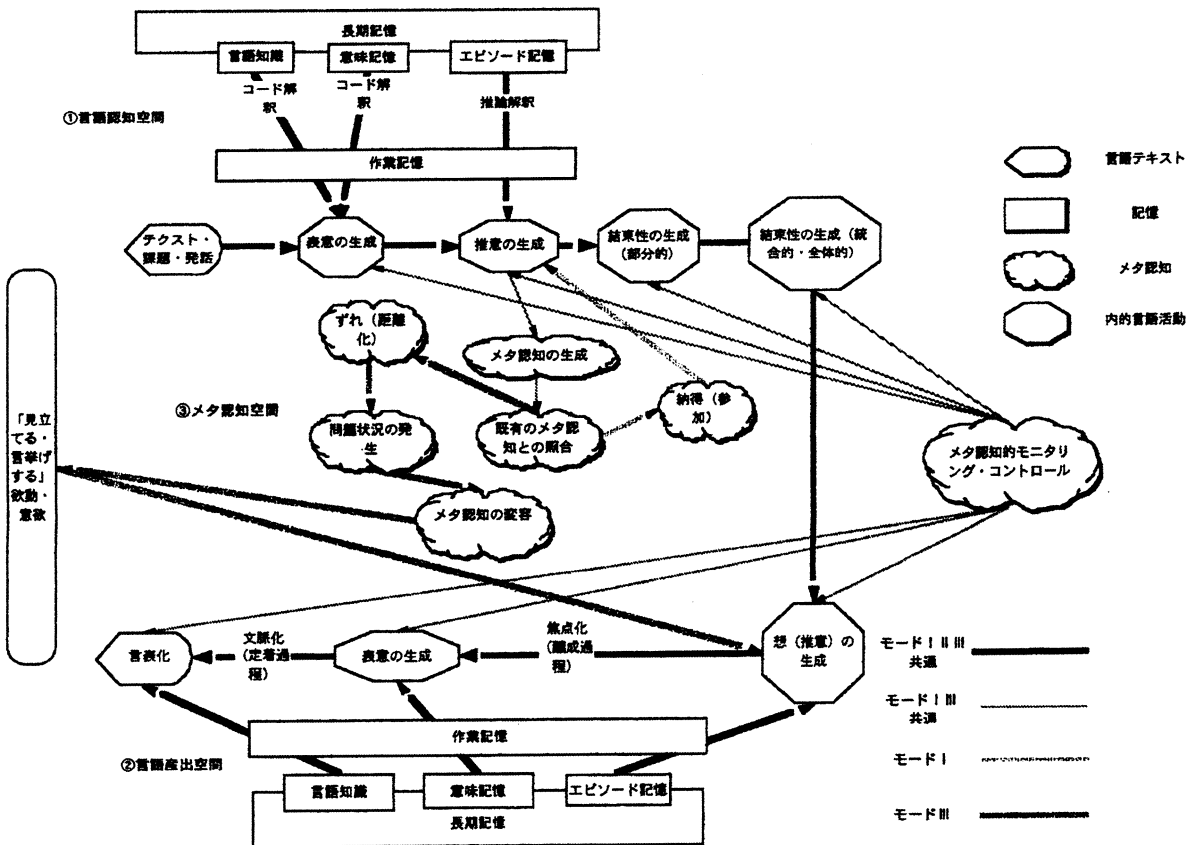 長期記憶
言語知識
意味記憶
エピソード記憶
コード解
釈
コード解
釈
推論解釈
①言語認知空間
作業記憶
テクスト・
課題・発話
表意の生成
推意の生成
結束性の生成
(部分的)
結束性の生成(統
合的・全体的)
言語テキスト
記憶
メタ認知
内的言語活動
ずれ(距離
化)
メタ認知の生成
③メタ認知空間
問題状況の発
生
既有のメタ認
知との照合
納得(参
加)
メタ認知の変容
メタ認知的モニタリ
ング・コントロール
「見立
てる・
言挙げ
する」
欲動・
意欲
言表化
文脈化
(定着過
程)
表意の生成
焦点化
(醸成過
程)
想(推意)の
生成
モードⅠⅡⅢ
共通
モードⅠⅢ
共通
モードⅠ
モードⅢ
作業記憶
②言語産出空間
言語知識
意味記憶
エピソード記憶
長期記憶